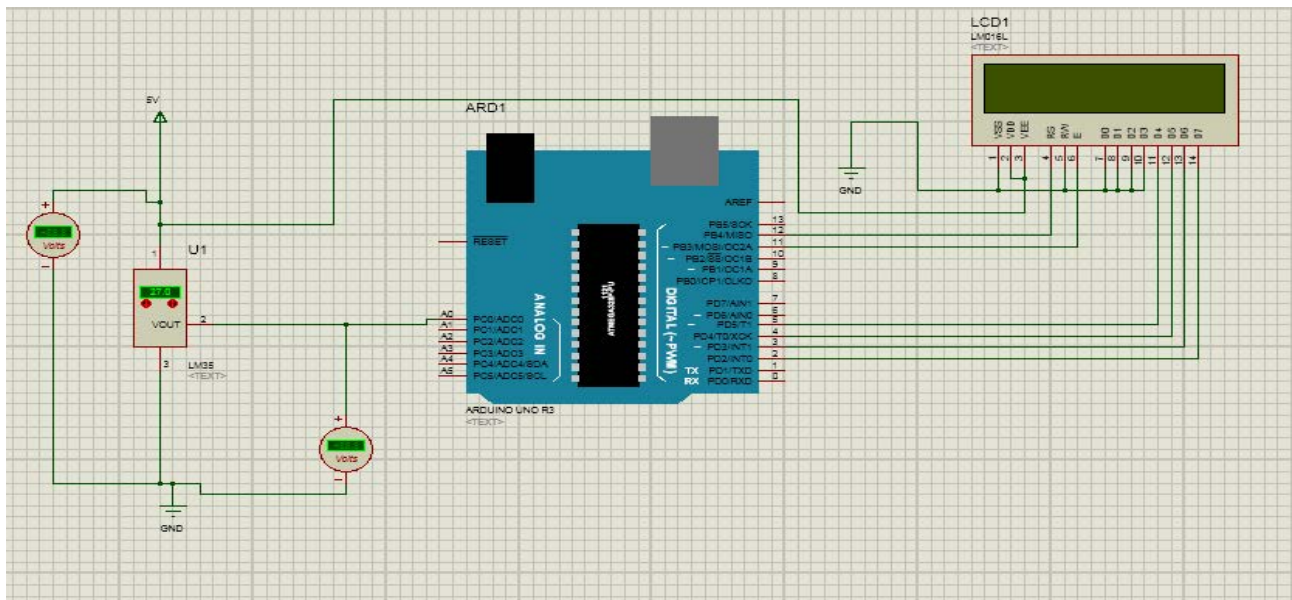 LCD1
LM016L
<TEXT>
VSS VDD VEE RS RW E D0 D1 D2 D3 D4 D5 D6 D7
1 2 3 4 5 6 7 8 9 10 11 12 13 14
GND
5V
+
Volts
-
U1
1
27.0
VOUT
2
3
LM35
<TEXT>
+
Volts
-
GND
ARD1
RESET
AREF
PB5/SCK 13
PB4/MISO 12
~ PB3/MOSI/OC2A 11
~ PB2/SS/OC1B 10
~ PB1/OC1A 9
PB0/ICP1/CLKO 8
PD7/AIN1 7
~ PD6/AIN0 6
~ PD5/T1 5
PD4/T0/XCK 4
~ PD3/INT1 3
PD2/INT0 2
TX PD1/TXD 1
RX PD0/RXD 0
DIGITAL (~PWM)
ANALOG IN
A0 PC0/ADC0
A1 PC1/ADC1
A2 PC2/ADC2
A3 PC3/ADC3
A4 PC4/ADC4/SDA
A5 PC5/ADC5/SCL
ATMEGA328P-PU
1121
ARDUINO UNO R3
<TEXT>